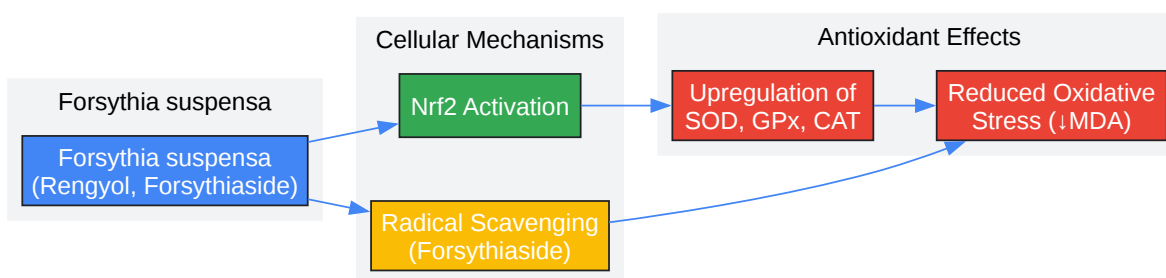 Forsythia suspensa
Forsythia suspensa
(Rengyol, Forsythiaside)
Cellular Mechanisms
Nrf2 Activation
Radical Scavenging
(Forsythiaside)
Antioxidant Effects
Upregulation of
SOD, GPx, CAT
Reduced Oxidative
Stress (↓MDA)